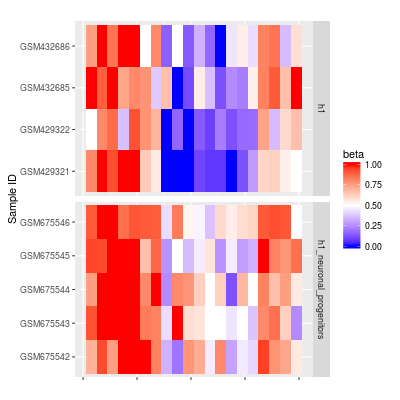 GSM432686
GSM432685
GSM429322
GSM429321
h1
GSM675546
GSM675545
GSM675544
GSM675543
GSM675542
h1_neuronal_progenitors
Sample ID
beta
1.00
0.75
0.50
0.25
0.00